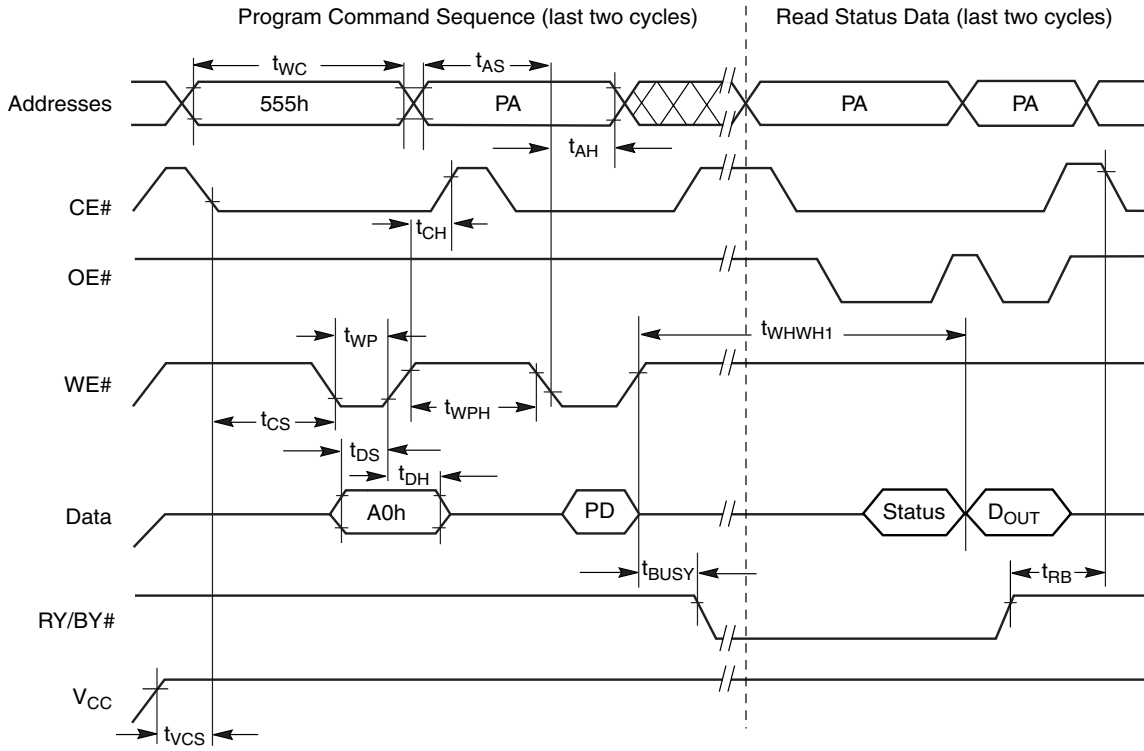 Program Command Sequence (last two cycles) Read Status Data (last two cycles)
tWC tAS
Addresses 555h PA PA PA
tAH
CE#
tCH
OE#
tWP tWHWH1
WE#
tCS tWPH
tDS
tDH
Data A0h PD Status DOUT
tBUSY tRB
RY/BY#
VCC
tVCS